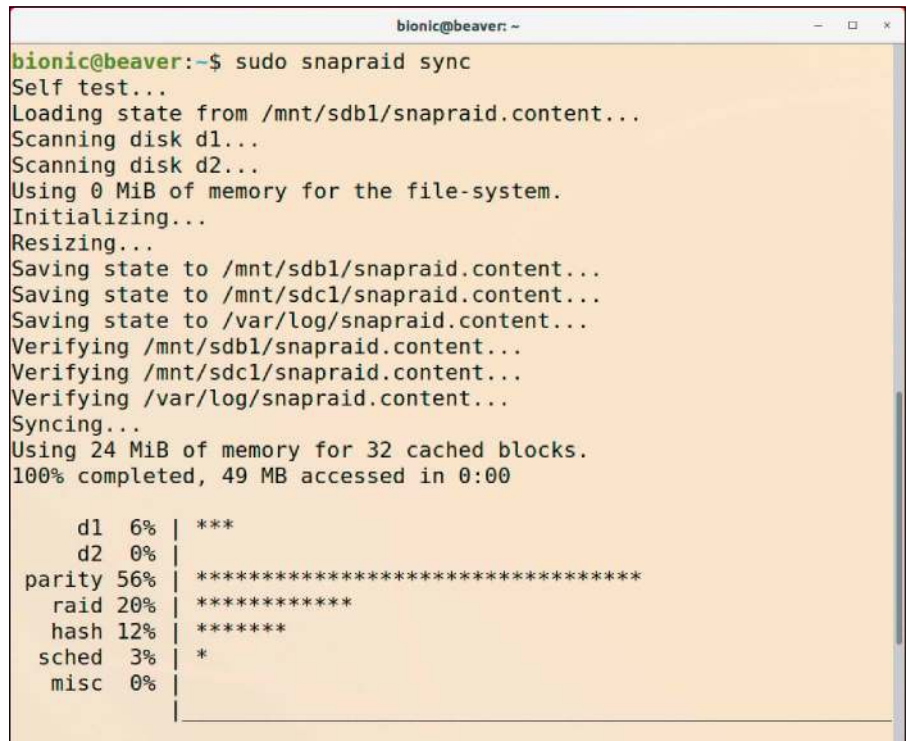 bionic@beaver: ~
bionic@beaver:~$ sudo snapraid sync
Self test...
Loading state from /mnt/sdb1/snapraid.content...
Scanning disk d1...
Scanning disk d2...
Using 0 MiB of memory for the file-system.
Initializing...
Resizing...
Saving state to /mnt/sdb1/snapraid.content...
Saving state to /mnt/sdc1/snapraid.content...
Saving state to /var/log/snapraid.content...
Verifying /mnt/sdb1/snapraid.content...
Verifying /mnt/sdc1/snapraid.content...
Verifying /var/log/snapraid.content...
Syncing...
Using 24 MiB of memory for 32 cached blocks.
100% completed, 49 MB accessed in 0:00
d1 6% | ***
d2 0% |
parity 56% | **********************************
raid 20% | ************
hash 12% | *******
sched 3% | *
misc 0% |
|______________________________________________________